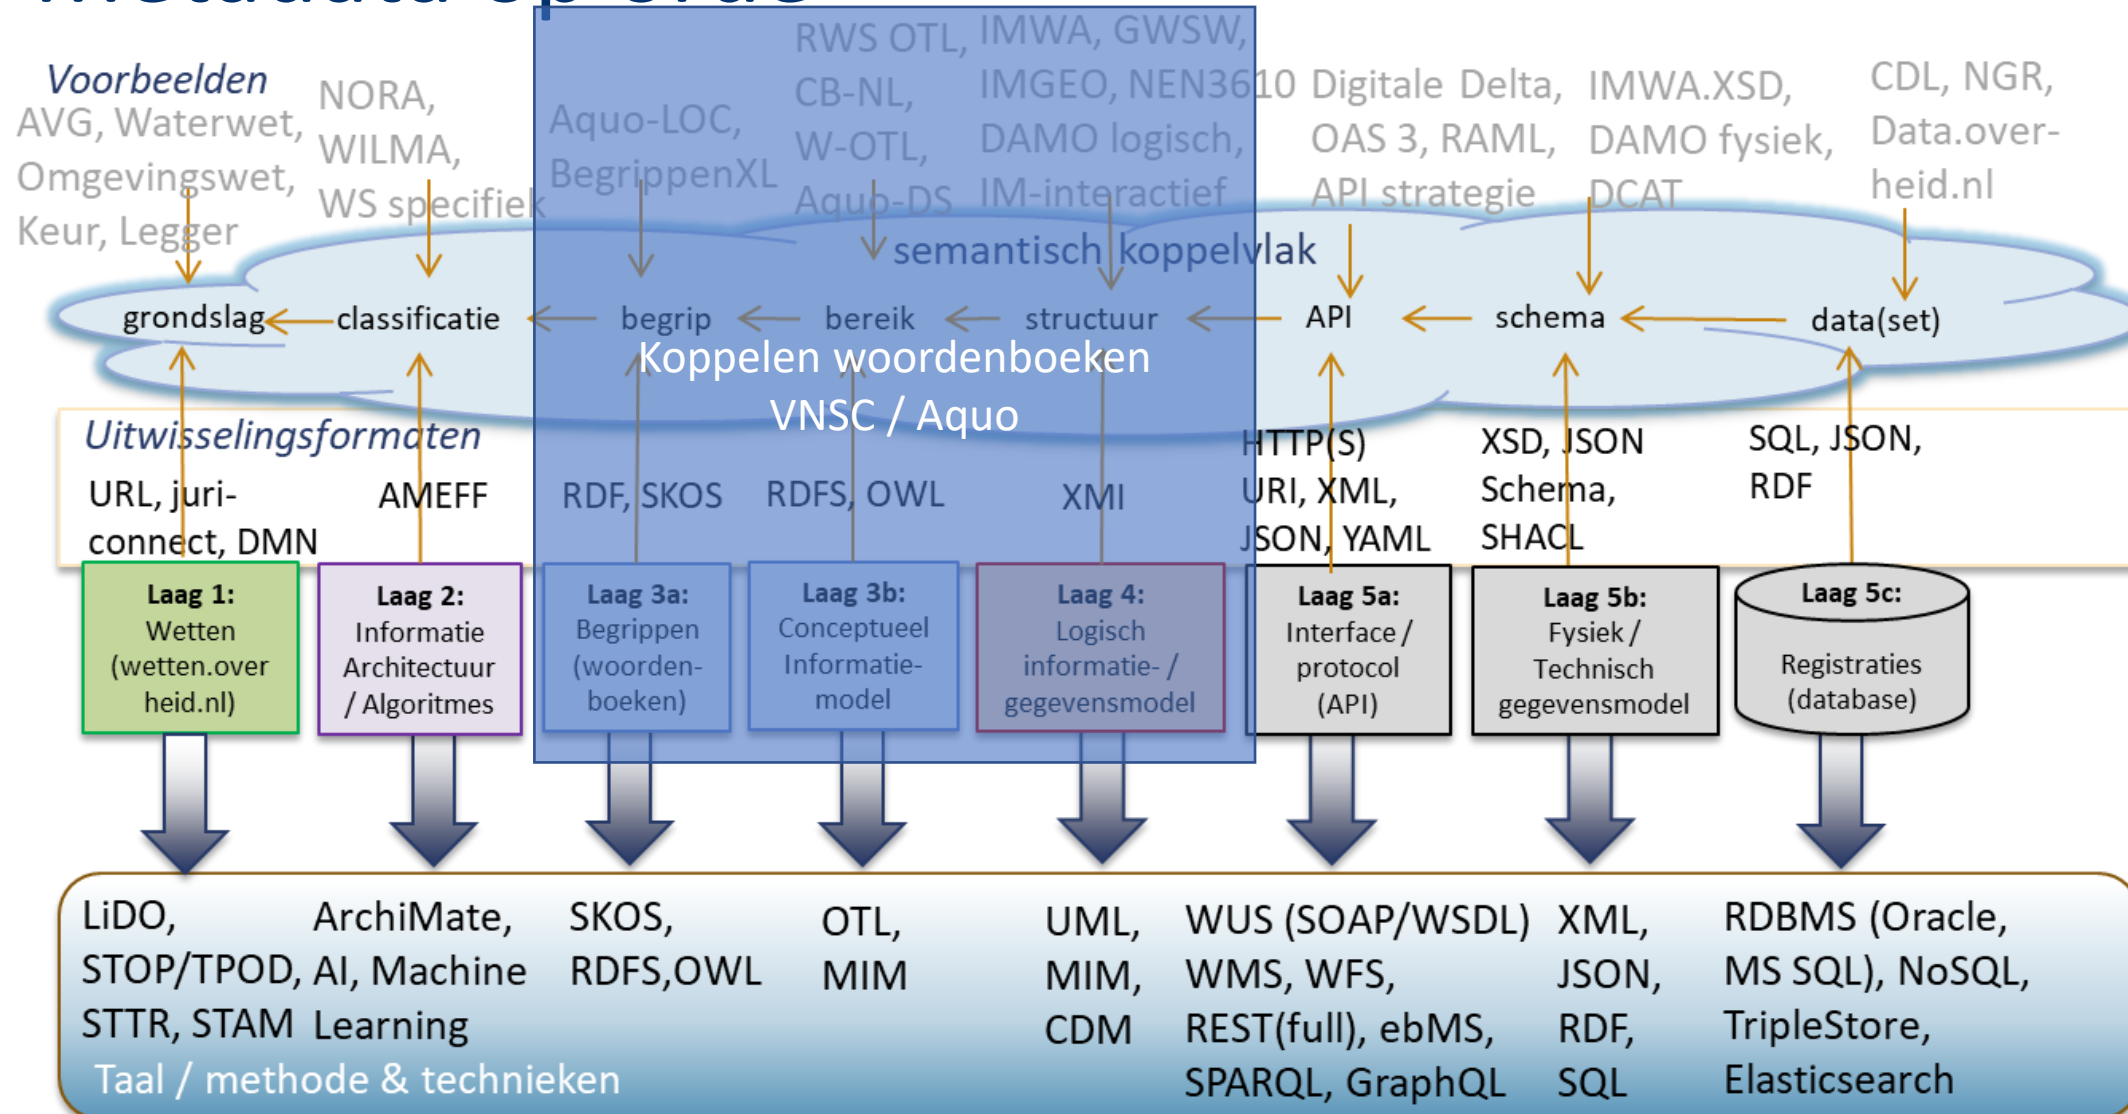 Metadata op orde
Voorbeelden
AVG, Waterwet,
Omgevingswet,
Keur, Legger
NORA,
WILMA,
WS specifiek
Aquo-LOC,
BegrippenXL
RWS OTL,
CB-NL,
W-OTL,
Aquo-DS
IMWA, GWSW,
IMGEO, NEN3610
DAMO logisch,
IM-interactief
Digitale Delta,
OAS 3, RAML,
API strategie
IMWA.XSD,
DAMO fysiek,
DCAT
CDL, NGR,
Data.over-
heid.nl
semantisch koppelvlak
grondslag
classificatie
begrip
bereik
structuur
API
schema
data(set)
Koppelen woordenboeken
VNSC / Aquo
Uitwisselingsformaten
URL, juri-
connect, DMN
AMEFF
RDF, SKOS
RDFS, OWL
XMI
HTTP(S)
URI, XML,
JSON, YAML
XSD, JSON
Schema,
SHACL
SQL, JSON,
RDF
Laag 1:
Wetten
(wetten.over
heid.nl)
Laag 2:
Informatie
Architectuur
/ Algoritmes
Laag 3a:
Begrippen
(woorden-
boeken)
Laag 3b:
Conceptueel
Informatie-
model
Laag 4:
Logisch
informatie- /
gegevensmodel
Laag 5a:
Interface /
protocol
(API)
Laag 5b:
Fysiek /
Technisch
gegevensmodel
Laag 5c:
Registraties
(database)
LiDO,
STOP/TPOD,
STTR, STAM
ArchiMate,
AI, Machine
Learning
SKOS,
RDFS,OWL
OTL,
MIM
UML,
MIM,
CDM
WUS (SOAP/WSDL)
WMS, WFS,
REST(full), ebMS,
SPARQL, GraphQL
XML,
JSON,
RDF,
SQL
RDBMS (Oracle,
MS SQL), NoSQL,
TripleStore,
Elasticsearch
Taal / methode & technieken